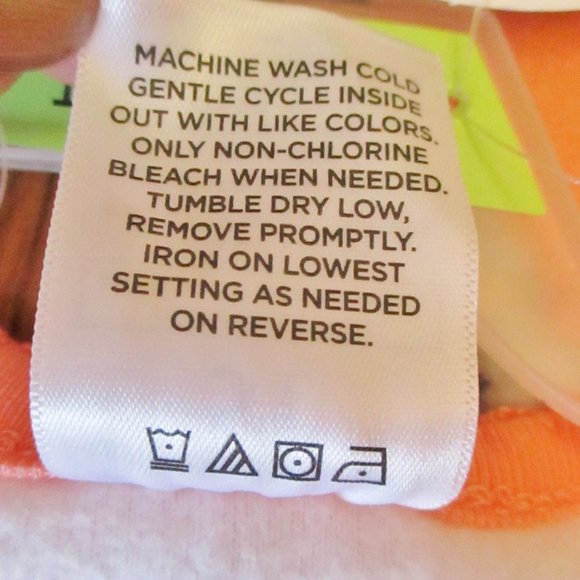 MACHINE WASH COLD
GENTLE CYCLE INSIDE
OUT WITH LIKE COLORS.
ONLY NON-CHLORINE
BLEACH WHEN NEEDED.
TUMBLE DRY LOW,
REMOVE PROMPTLY.
IRON ON LOWEST
SETTING AS NEEDED
ON REVERSE.